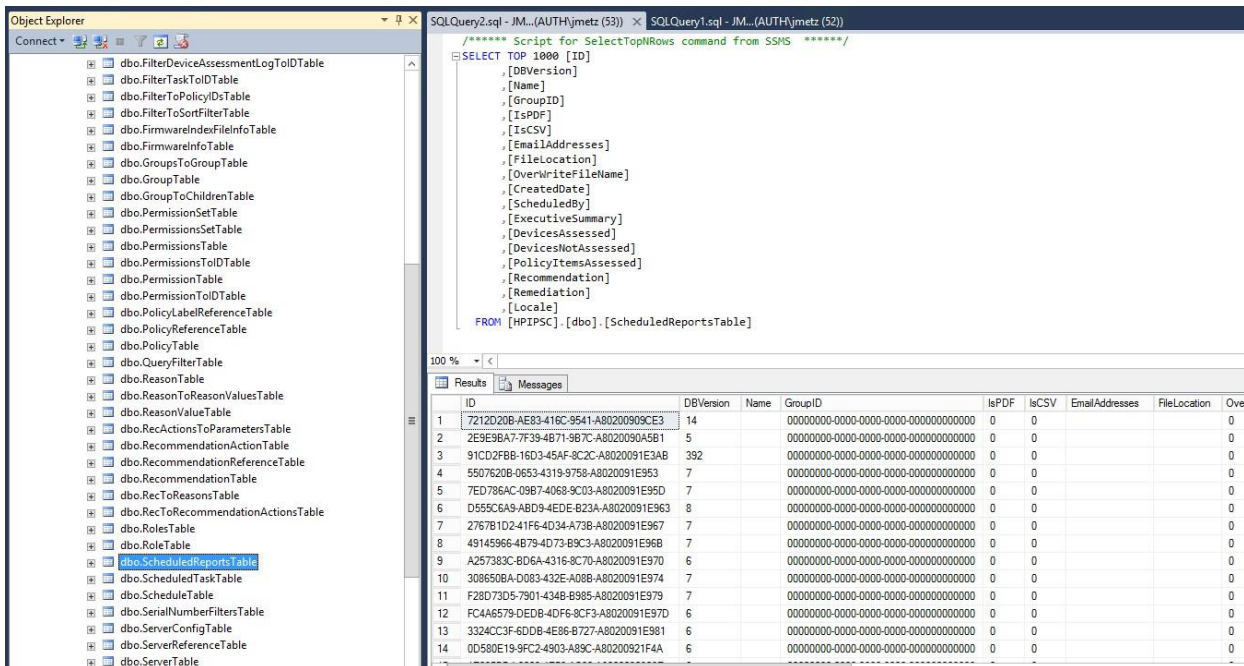 Object Explorer
Connect
dbo.FilterDeviceAssessmentLogToIDTable
dbo.FilterTaskToIDTable
dbo.FilterToPolicyIDsTable
dbo.FilterToSortFilterTable
dbo.FirmwareIndexFileInfoTable
dbo.FirmwareInfoTable
dbo.GroupsToGroupTable
dbo.GroupTable
dbo.GroupToChildrenTable
dbo.PermissionSetTable
dbo.PermissionsSetTable
dbo.PermissionsTable
dbo.PermissionsToIDTable
dbo.PermissionTable
dbo.PermissionToIDTable
dbo.PolicyLabelReferenceTable
dbo.PolicyReferenceTable
dbo.PolicyTable
dbo.QueryFilterTable
dbo.ReasonTable
dbo.ReasonToReasonValuesTable
dbo.ReasonValueTable
dbo.RecActionsToParametersTable
dbo.RecommendationActionTable
dbo.RecommendationReferenceTable
dbo.RecommendationTable
dbo.RecToReasonsTable
dbo.RecToRecommendationActionsTable
dbo.RolesTable
dbo.RoleTable
dbo.ScheduledReportsTable
dbo.ScheduledTaskTable
dbo.ScheduleTable
dbo.SerialNumberFiltersTable
dbo.ServerConfigTable
dbo.ServerReferenceTable
dbo.ServerTable
SQLQuery2.sql - JM...(AUTH\jmetz (53)) SQLQuery1.sql - JM...(AUTH\jmetz (52))
/****** Script for SelectTopNRows command from SSMS ******/
SELECT TOP 1000 [ID]
,[DBVersion]
,[Name]
,[GroupID]
,[IsPDF]
,[IsCSV]
,[EmailAddresses]
,[FileLocation]
,[OverWriteFileName]
,[CreatedDate]
,[ScheduledBy]
,[ExecutiveSummary]
,[DevicesAssessed]
,[DevicesNotAssessed]
,[PolicyItemsAssessed]
,[Recommendation]
,[Remediation]
,[Locale]
FROM [HPIPSC].[dbo].[ScheduledReportsTable]
100 %
Results Messages
ID DBVersion Name GroupID IsPDF IsCSV EmailAddresses FileLocation Ove
1 7212D20B-AE83-416C-9541-A80200909CE3 14 00000000-0000-0000-0000-000000000000 0 0 0
2 2E9E9BA7-7F39-4B71-9B7C-A8020090A5B1 5 00000000-0000-0000-0000-000000000000 0 0 0
3 91CD2FBB-16D3-45AF-8C2C-A8020091E3AB 392 00000000-0000-0000-0000-000000000000 0 0 0
4 5507620B-0653-4319-9758-A8020091E953 7 00000000-0000-0000-0000-000000000000 0 0 0
5 7ED786AC-09B7-4068-9C03-A8020091E95D 7 00000000-0000-0000-0000-000000000000 0 0 0
6 D555C6A9-ABD9-4EDE-B23A-A8020091E963 8 00000000-0000-0000-0000-000000000000 0 0 0
7 2767B1D2-41F6-4D34-A73B-A8020091E967 7 00000000-0000-0000-0000-000000000000 0 0 0
8 49145966-4B79-4D73-B9C3-A8020091E96B 7 00000000-0000-0000-0000-000000000000 0 0 0
9 A257383C-BD6A-4316-8C70-A8020091E970 6 00000000-0000-0000-0000-000000000000 0 0 0
10 308650BA-D083-432E-A08B-A8020091E974 7 00000000-0000-0000-0000-000000000000 0 0 0
11 F28D73D5-7901-434B-B985-A8020091E979 7 00000000-0000-0000-0000-000000000000 0 0 0
12 FC4A6579-DEDB-4DF6-8CF3-A8020091E97D 6 00000000-0000-0000-0000-000000000000 0 0 0
13 3324CC3F-6DDB-4E86-B727-A8020091E981 6 00000000-0000-0000-0000-000000000000 0 0 0
14 0D580E19-9FC2-4903-A89C-A80200921F4A 6 00000000-0000-0000-0000-000000000000 0 0 0